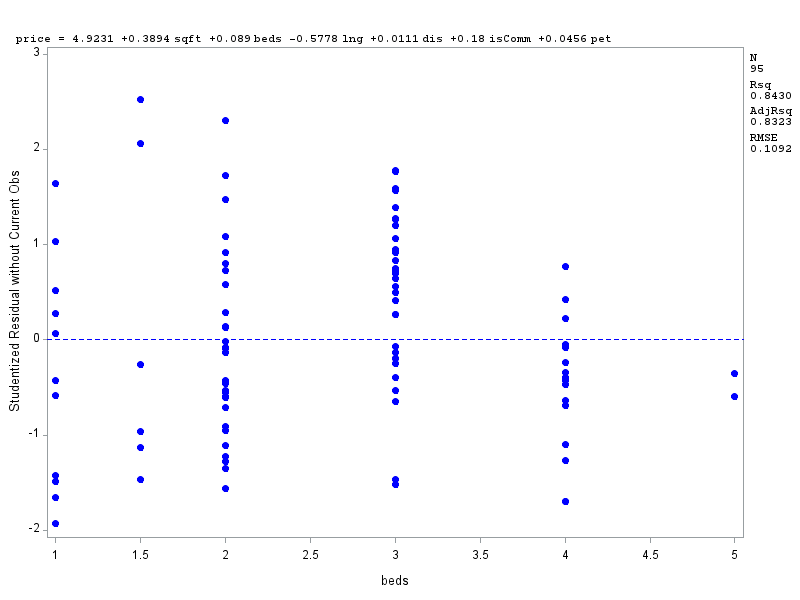 price = 4.9231 +0.3894 sqft +0.089 beds −0.5778 lng +0.0111 dis +0.18 isComm +0.0456 pet
N
95
Rsq
0.8430
AdjRsq
0.8323
RMSE
0.1092
Studentized Residual without Current Obs
3
2
1
0
-1
-2
1 1.5 2 2.5 3 3.5 4 4.5 5
beds